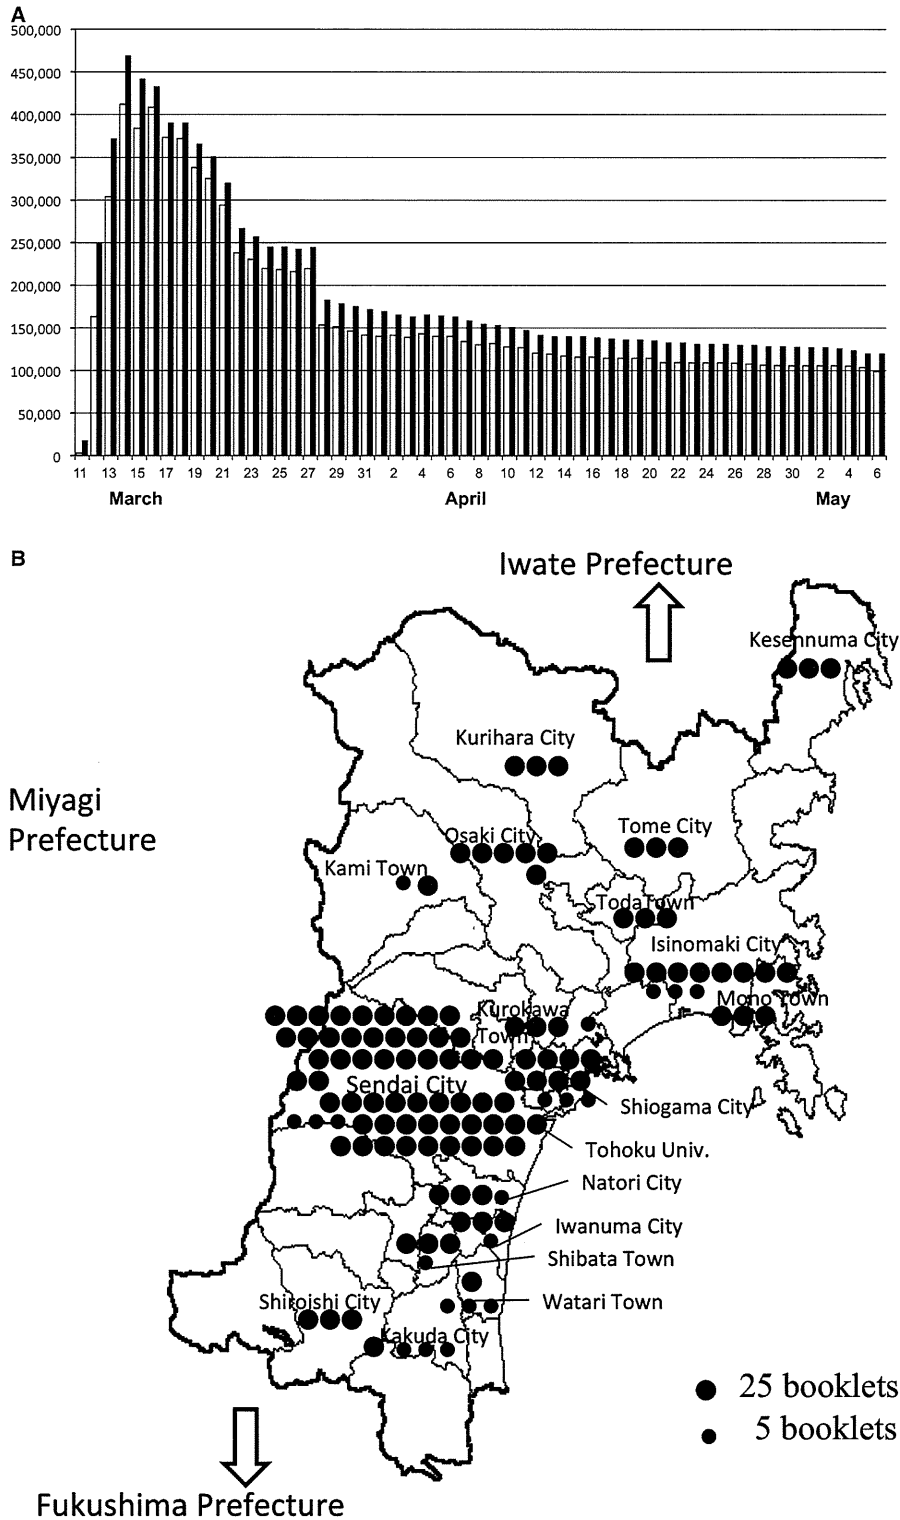 A
500,000
450,000
400,000
350,000
300,000
250,000
200,000
150,000
100,000
50,000
0
11 13 15 17 19 21 23 25 27 29 31 2 4 6 8 10 12 14 16 18 20 22 24 26 28 30 2 4 6
March April May
B
Iwate Prefecture
Kesennuma City
Kurihara City
Miyagi
Prefecture
Tome City
Osaki City
Kami Town
TodaTown
Isinomaki City
Mono Town
Kurokawa
Town
Sendai City
Shiogama City
Tohoku Univ.
Natori City
Iwanuma City
Shibata Town
Shiroishi City
Watari Town
Kakuda City
25 booklets
5 booklets
Fukushima Prefecture